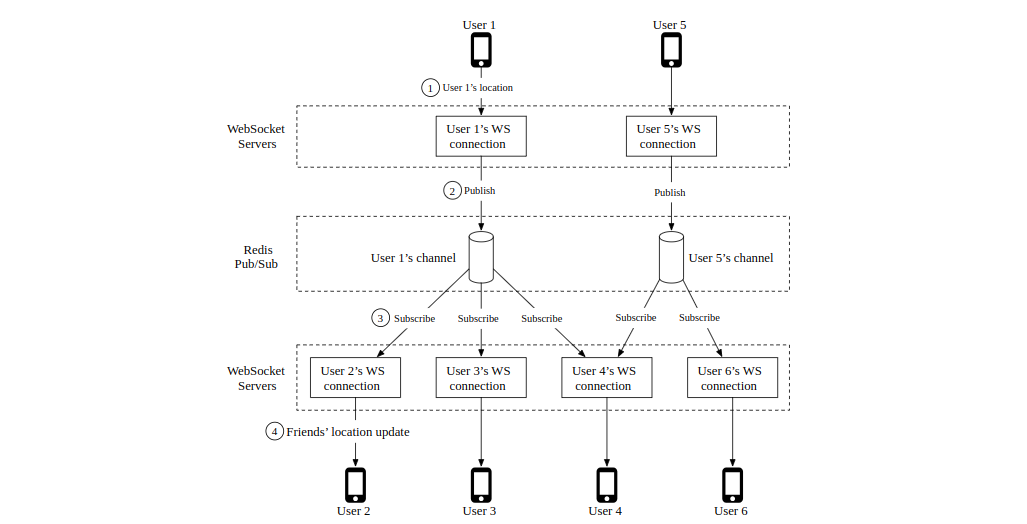 User 1
User 5
1 User 1’s location
WebSocket
Servers
User 1’s WS
connection
User 5’s WS
connection
2 Publish
Publish
Redis
Pub/Sub
User 1’s channel
User 5’s channel
3 Subscribe
Subscribe
Subscribe
Subscribe
Subscribe
WebSocket
Servers
User 2’s WS
connection
User 3’s WS
connection
User 4’s WS
connection
User 6’s WS
connection
4 Friends’ location update
User 2
User 3
User 4
User 6